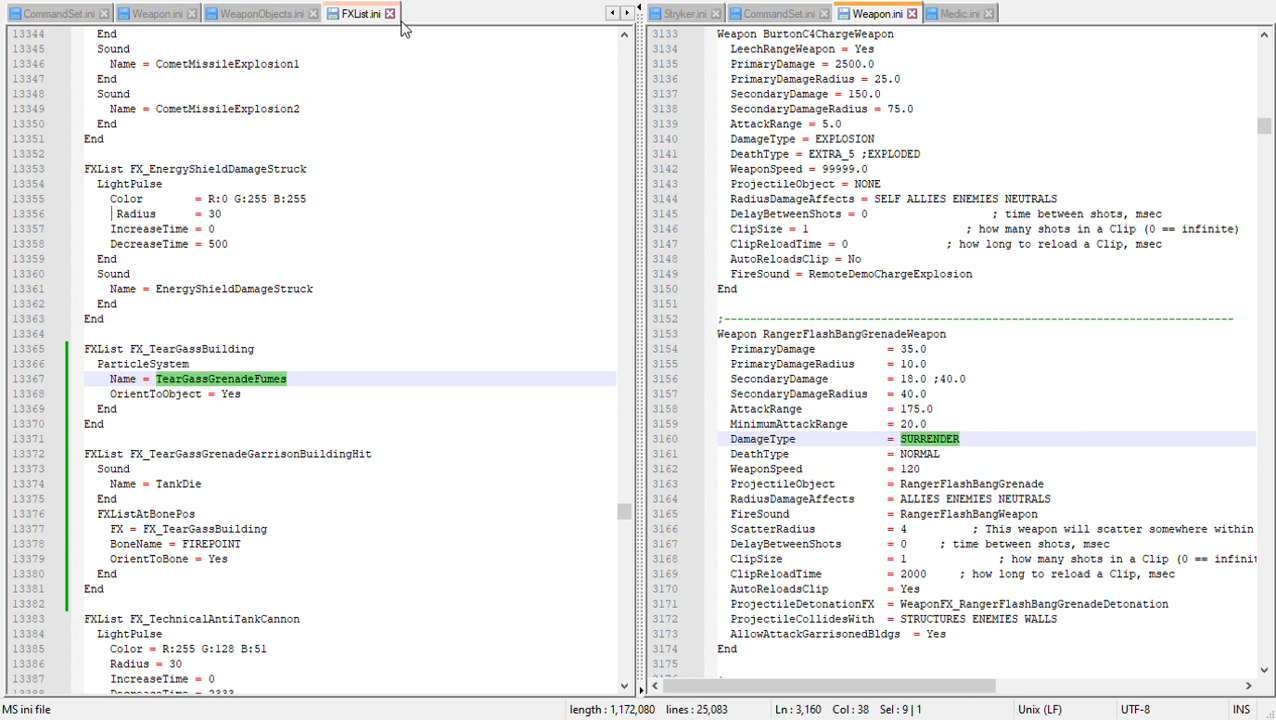 CommandSet.ini Weapon.ini WeaponObjects.ini FXList.ini
13344 End
13345 Sound
13346 Name = CometMissileExplosion1
13347 End
13348 Sound
13349 Name = CometMissileExplosion2
13350 End
13351 End
13352
13353 FXList FX_EnergyShieldDamageStruck
13354 LightPulse
13355 Color = R:0 G:255 B:255
13356 Radius = 30
13357 IncreaseTime = 0
13358 DecreaseTime = 500
13359 End
13360 Sound
13361 Name = EnergyShieldDamageStruck
13362 End
13363 End
13364
13365 FXList FX_TearGassBuilding
13366 ParticleSystem
13367 Name = TearGassGrenadeFumes
13368 OrientToObject = Yes
13369 End
13370 End
13371
13372 FXList FX_TearGassGrenadeGarrisonBuildingHit
13373 Sound
13374 Name = TankDie
13375 End
13376 FXListAtBonePos
13377 FX = FX_TearGassBuilding
13378 BoneName = FIREPOINT
13379 OrientToBone = Yes
13380 End
13381 End
13382
13383 FXList FX_TechnicalAntiTankCannon
13384 LightPulse
13385 Color = R:255 G:128 B:51
13386 Radius = 30
13387 IncreaseTime = 0
13388 DecreaseTime = 2333
Stryker.ini CommandSet.ini Weapon.ini Medic.ini
3133 Weapon BurtonC4ChargeWeapon
3134 LeechRangeWeapon = Yes
3135 PrimaryDamage = 2500.0
3136 PrimaryDamageRadius = 25.0
3137 SecondaryDamage = 150.0
3138 SecondaryDamageRadius = 75.0
3139 AttackRange = 5.0
3140 DamageType = EXPLOSION
3141 DeathType = EXTRA_5 ;EXPLODED
3142 WeaponSpeed = 99999.0
3143 ProjectileObject = NONE
3144 RadiusDamageAffects = SELF ALLIES ENEMIES NEUTRALS
3145 DelayBetweenShots = 0 ; time between shots, msec
3146 ClipSize = 1 ; how many shots in a Clip (0 == infinite)
3147 ClipReloadTime = 0 ; how long to reload a Clip, msec
3148 AutoReloadsClip = No
3149 FireSound = RemoteDemoChargeExplosion
3150 End
3151
3152 ;------------------------------------------------------------------------------
3153 Weapon RangerFlashBangGrenadeWeapon
3154 PrimaryDamage = 35.0
3155 PrimaryDamageRadius = 10.0
3156 SecondaryDamage = 18.0 ;40.0
3157 SecondaryDamageRadius = 40.0
3158 AttackRange = 175.0
3159 MinimumAttackRange = 20.0
3160 DamageType = SURRENDER
3161 DeathType = NORMAL
3162 WeaponSpeed = 120
3163 ProjectileObject = RangerFlashBangGrenade
3164 RadiusDamageAffects = ALLIES ENEMIES NEUTRALS
3165 FireSound = RangerFlashBangWeapon
3166 ScatterRadius = 4 ; This weapon will scatter somewhere within
3167 DelayBetweenShots = 0 ; time between shots, msec
3168 ClipSize = 1 ; how many shots in a Clip (0 == infinit
3169 ClipReloadTime = 2000 ; how long to reload a Clip, msec
3170 AutoReloadsClip = Yes
3171 ProjectileDetonationFX = WeaponFX_RangerFlashBangGrenadeDetonation
3172 ProjectileCollidesWith = STRUCTURES ENEMIES WALLS
3173 AllowAttackGarrisonedBldgs = Yes
3174 End
3175
MS ini file length : 1,172,080 lines : 25,083 Ln : 3,160 Col : 38 Sel : 9 | 1 Unix (LF) UTF-8 INS